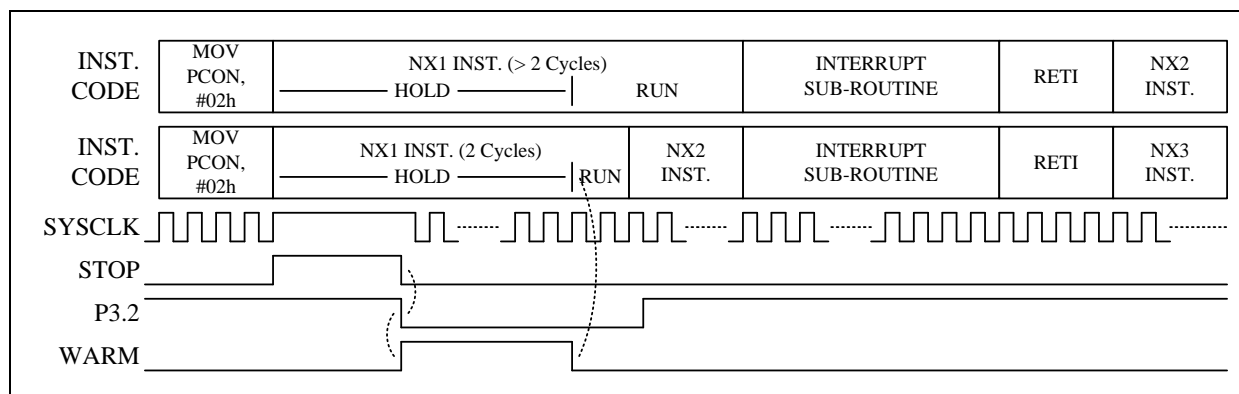 INST.
CODE
MOV
PCON,
#02h
NX1 INST. (> 2 Cycles)
HOLD
RUN
INTERRUPT
SUB-ROUTINE
RETI
NX2
INST.
INST.
CODE
MOV
PCON,
#02h
NX1 INST. (2 Cycles)
HOLD
RUN
NX2
INST.
INTERRUPT
SUB-ROUTINE
RETI
NX3
INST.
SYSCLK
STOP
P3.2
WARM